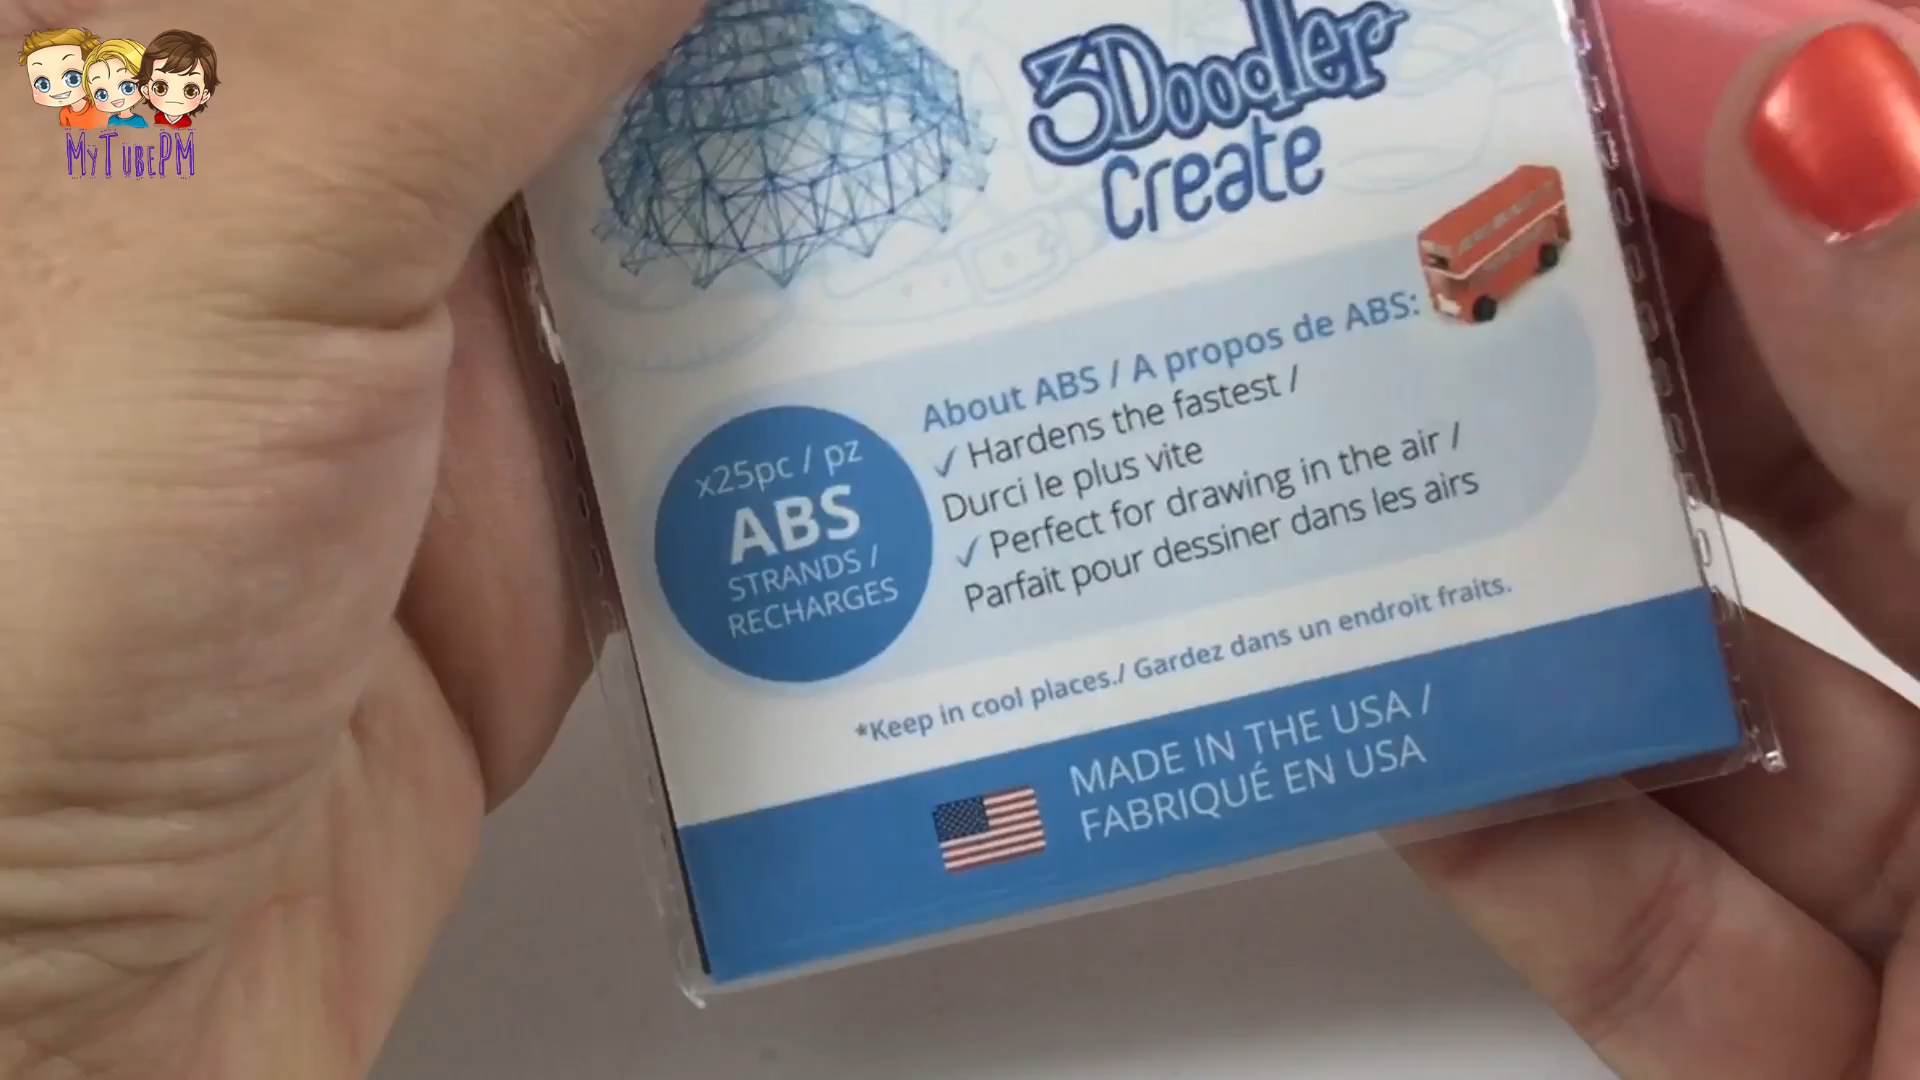 MyTubePM
3Doodler
Create
About ABS / A propos de ABS:
✓ Hardens the fastest /
Durci le plus vite
✓ Perfect for drawing in the air /
Parfait pour dessiner dans les airs
x25pc / pz
ABS
STRANDS /
RECHARGES
*Keep in cool places./ Gardez dans un endroit fraits.
MADE IN THE USA /
FABRIQUÉ EN USA